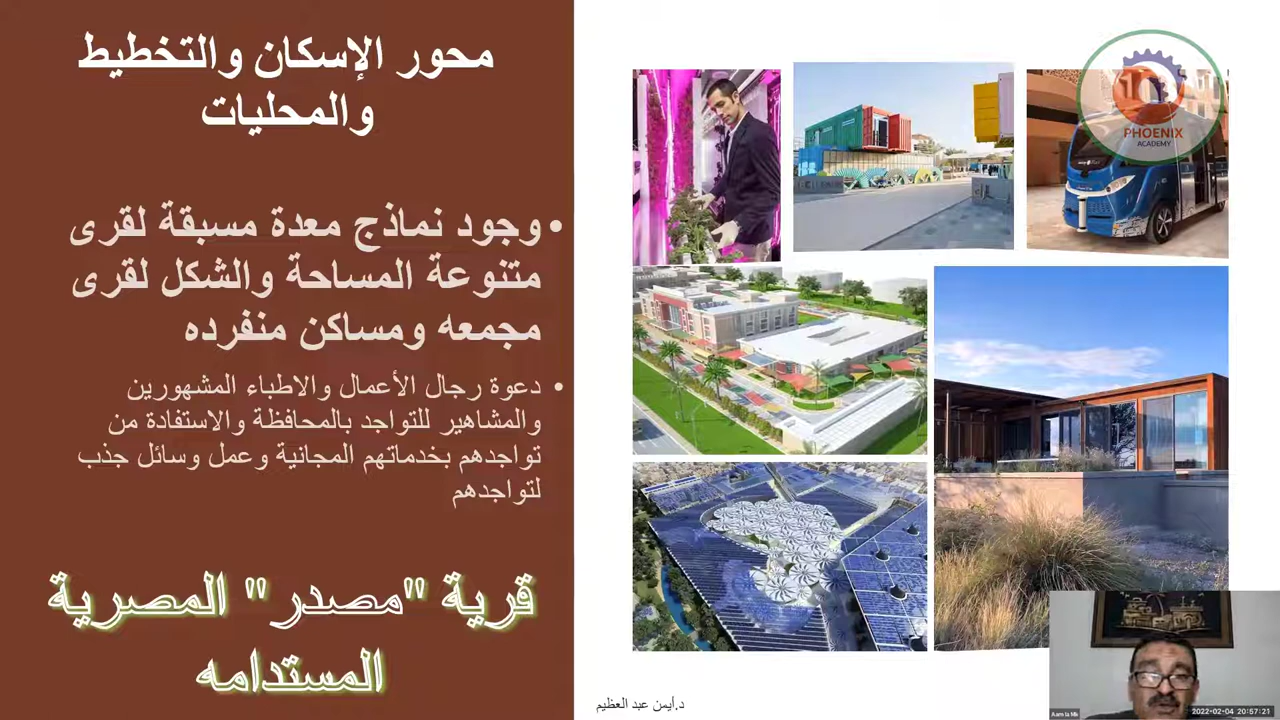 محور الإسكان والتخطيط
والمحليات
• وجود نماذج معدة مسبقة لقرى
متنوعة المساحة والشكل لقرى
مجمعه ومساكن منفرده
• دعوة رجال الأعمال والاطباء المشهورين
والمشاهير للتواجد بالمحافظة والاستفادة من
تواجدهم بخدماتهم المجانية وعمل وسائل جذب
لتواجدهم
قرية "مصدر " المصرية
المستدامه
د.أيمن عبد العظيم
PHOENIX
ACADEMY
2022-02-04 20:57:21